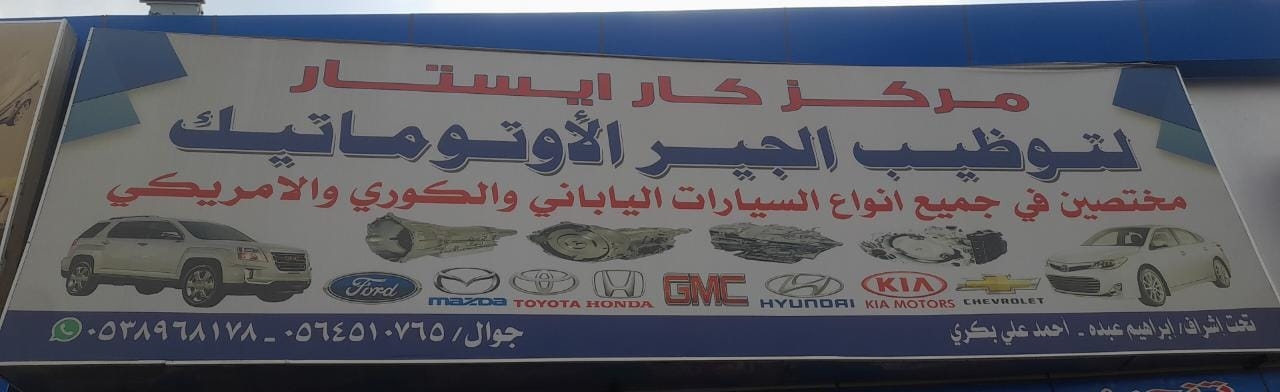 مركز كار ايستار
لتوظيب الجير الأوتوماتيك
مختصين في جميع انواع السيارات الياباني والكوري والامريكي
Ford mazda TOYOTA HONDA GMC HYUNDAI KIA KIA MOTORS CHEVROLET
تحت اشراف/ ابراهيم عبده - احمد علي بكري
جوال/ ٠٥٦٤٥١٠٧٦٥ - ٠٥٣٨٩٦٨١٧٨